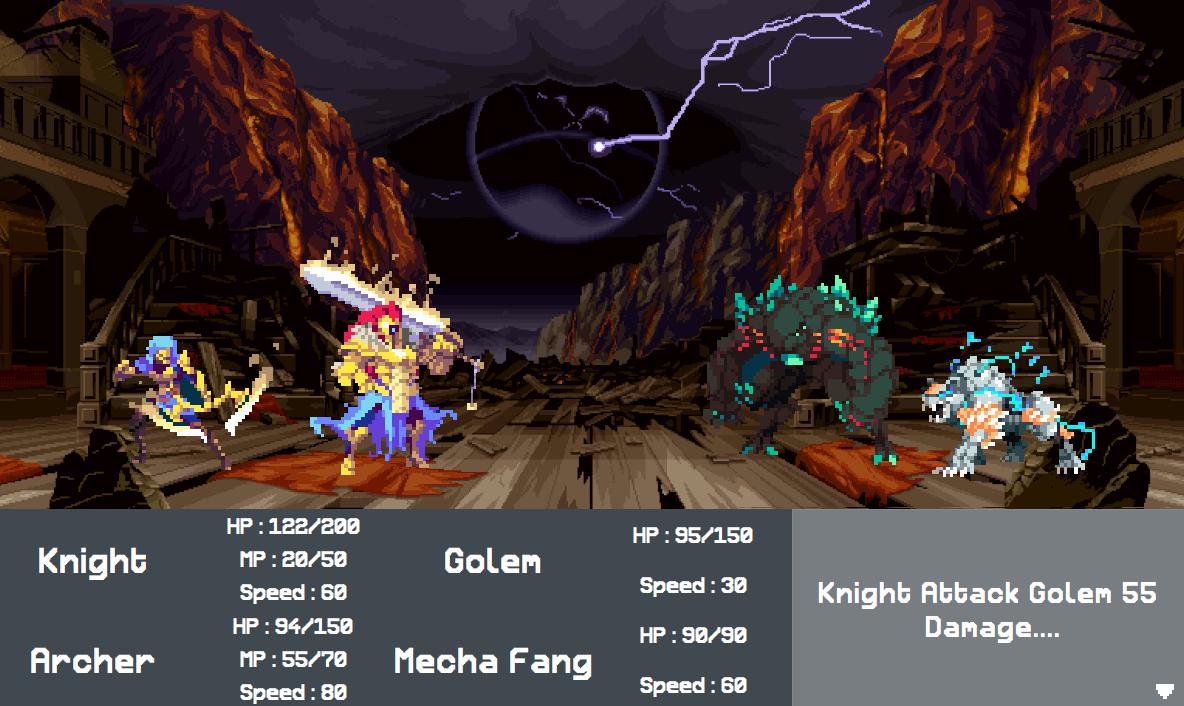 Knight
HP : 122/200
MP : 20/50
Speed : 60
Archer
HP : 94/150
MP : 55/70
Speed : 80
Golem
HP : 95/150
Speed : 30
Mecha Fang
HP : 90/90
Speed : 60
Knight Attack Golem 55
Damage....